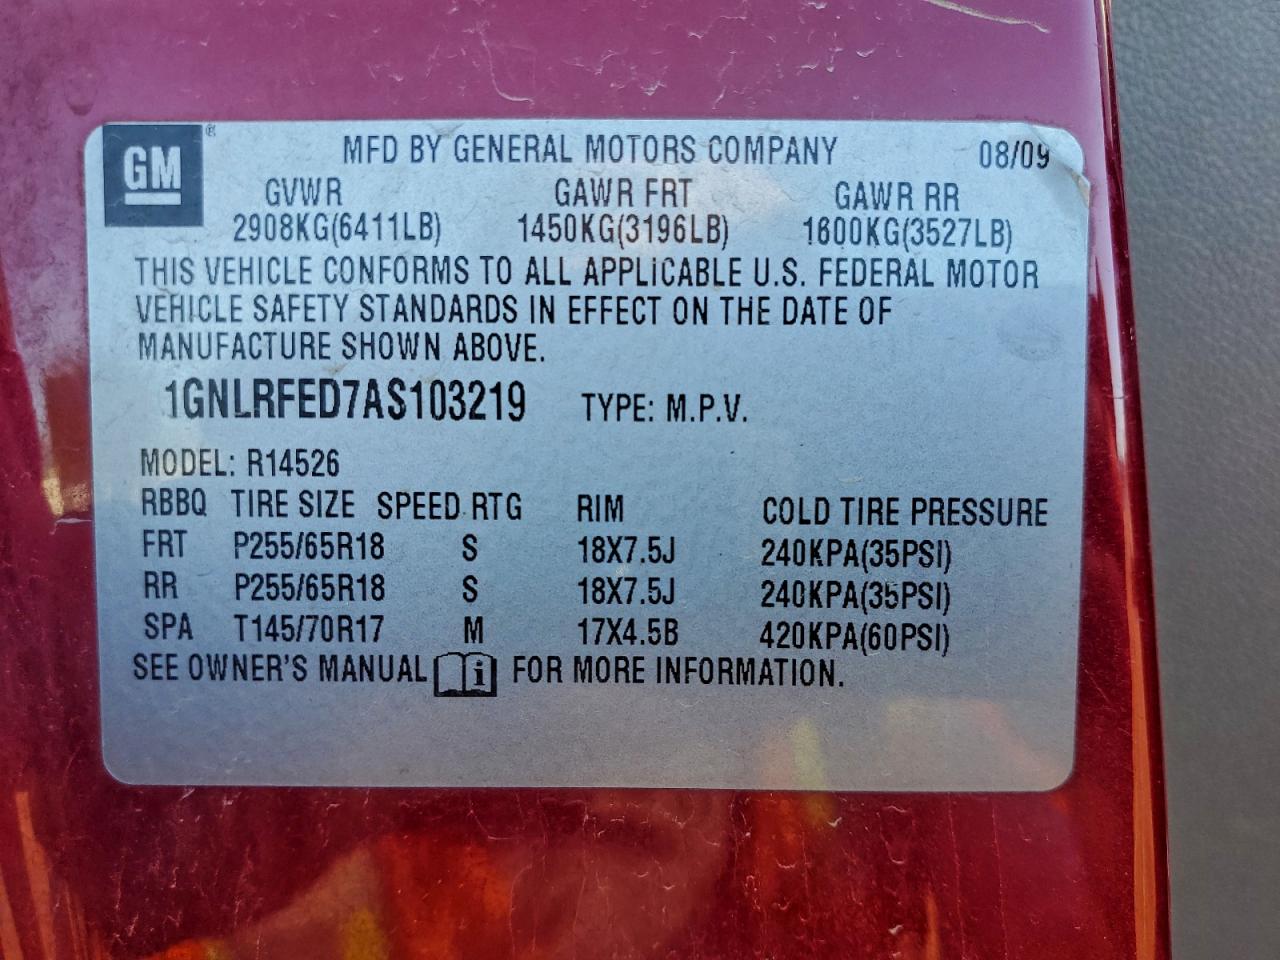 GM® MFD BY GENERAL MOTORS COMPANY 08/09
GVWR GAWR FRT GAWR RR
2908KG(6411LB) 1450KG(3196LB) 1600KG(3527LB)
THIS VEHICLE CONFORMS TO ALL APPLICABLE U.S. FEDERAL MOTOR
VEHICLE SAFETY STANDARDS IN EFFECT ON THE DATE OF
MANUFACTURE SHOWN ABOVE.
1GNLRFED7AS103219 TYPE: M.P.V.
MODEL: R14526
RBBQ TIRE SIZE SPEED RTG RIM COLD TIRE PRESSURE
FRT P255/65R18 S 18X7.5J 240KPA(35PSI)
RR P255/65R18 S 18X7.5J 240KPA(35PSI)
SPA T145/70R17 M 17X4.5B 420KPA(60PSI)
SEE OWNER'S MANUAL i FOR MORE INFORMATION.